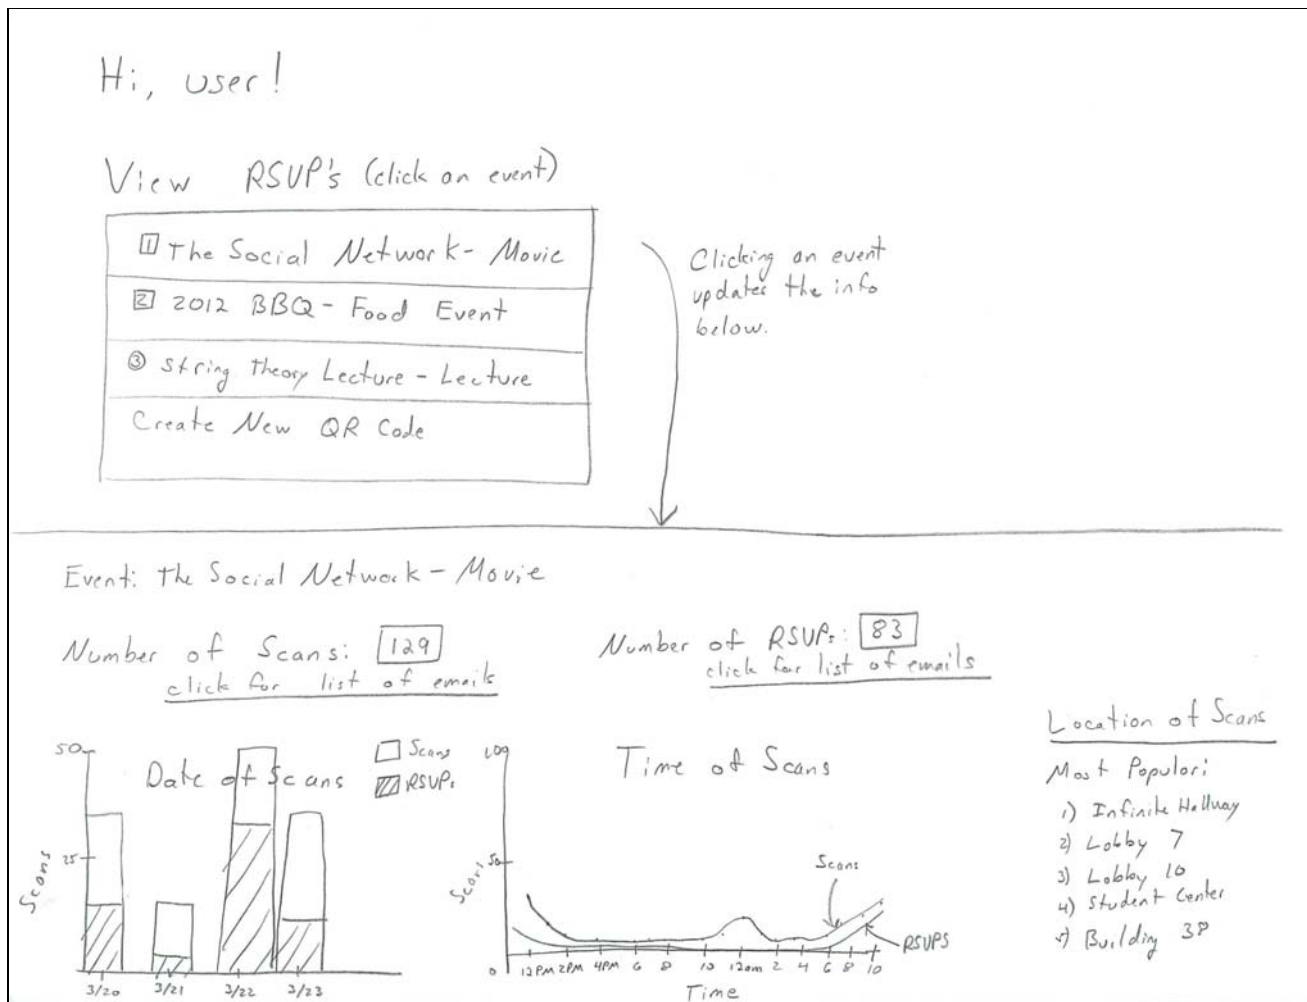 Hi, user!
View RSVP's (click on event)
1 The Social Network - Movie
2 2012 BBQ - Food Event
3 String Theory Lecture - Lecture
Create New QR Code
Clicking an event
updates the info
below.
Event: The Social Network - Movie
Number of Scans: 129
click for list of emails
Number of RSVPs: 83
click for list of emails
Date of Scans
Scans
RSVPs
50
25
Scans
3/20 3/21 3/22 3/23
Time of Scans
100
50
0
Scans
Scans
RSVPS
12PM 2PM 4PM 6 8 10 12am 2 4 6 8 10
Time
Location of Scans
Most Popular:
1) Infinite Hallway
2) Lobby 7
3) Lobby 10
4) Student Center
5) Building 38